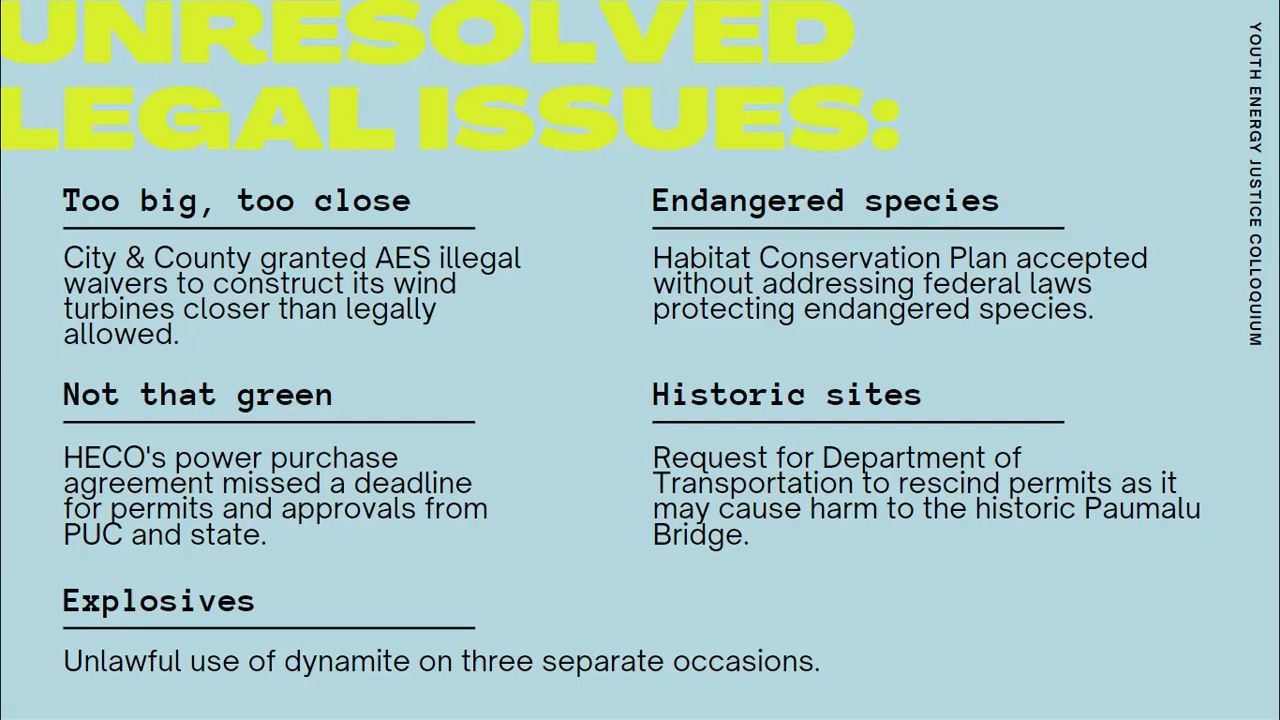 UNRESOLVED
LEGAL ISSUES:
Too big, too close
City & County granted AES illegal
waivers to construct its wind
turbines closer than legally
allowed.
Endangered species
Habitat Conservation Plan accepted
without addressing federal laws
protecting endangered species.
Not that green
HECO's power purchase
agreement missed a deadline
for permits and approvals from
PUC and state.
Historic sites
Request for Department of
Transportation to rescind permits as it
may cause harm to the historic Paumalu
Bridge.
Explosives
Unlawful use of dynamite on three separate occasions.
YOUTH ENERGY JUSTICE COLLOQUIUM